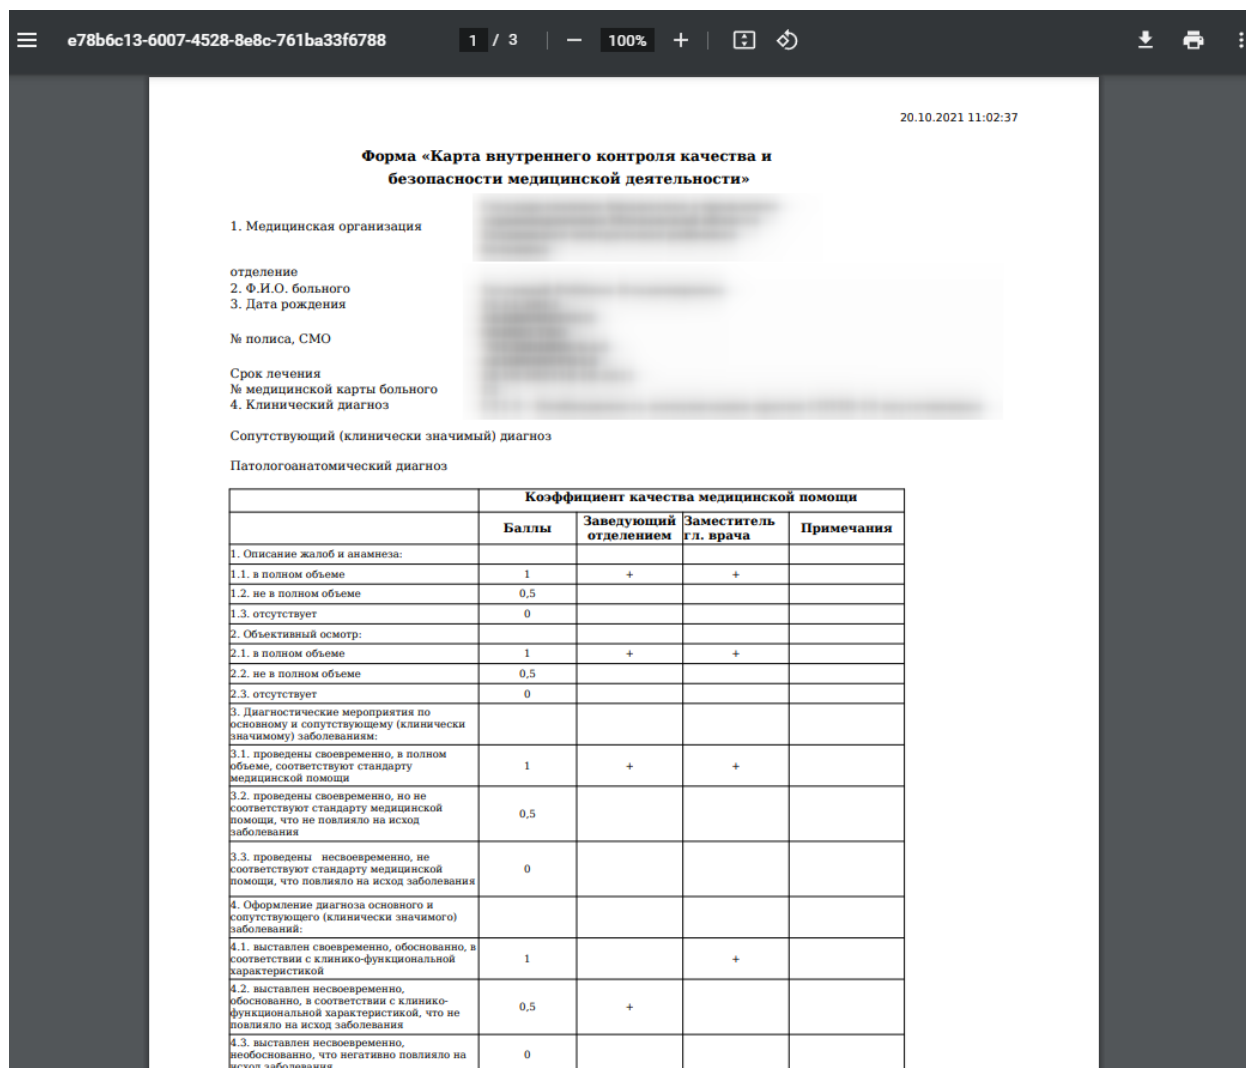 e78b6c13-6007-4528-8e8c-761ba33f6788
1 / 3
100%
20.10.2021 11:02:37
Форма «Карта внутреннего контроля качества и
безопасности медицинской деятельности»
1. Медицинская организация
отделение
2. Ф.И.О. больного
3. Дата рождения
№ полиса, СМО
Срок лечения
№ медицинской карты больного
4. Клинический диагноз
Сопутствующий (клинически значимый) диагноз
Патологоанатомический диагноз
Коэффициент качества медицинской помощи
Баллы
Заведующий
отделением
Заместитель
гл. врача
Примечания
1. Описание жалоб и анамнеза:
1.1. в полном объеме 1 + +
1.2. не в полном объеме 0,5
1.3. отсутствует 0
2. Объективный осмотр:
2.1. в полном объеме 1 + +
2.2. не в полном объеме 0,5
2.3. отсутствует 0
3. Диагностические мероприятия по
основному и сопутствующему (клинически
значимому) заболеваниям:
3.1. проведены своевременно, в полном
объеме, соответствуют стандарту
медицинской помощи
1 + +
3.2. проведены своевременно, но не
соответствуют стандарту медицинской
помощи, что не повлияло на исход
заболевания
0,5
3.3. проведены несвоевременно, не
соответствуют стандарту медицинской
помощи, что повлияло на исход заболевания
0
4. Оформление диагноза основного и
сопутствующего (клинически значимого)
заболеваний:
4.1. выставлен своевременно, обоснованно, в
соответствии с клинико-функциональной
характеристикой
1 +
4.2. выставлен несвоевременно,
обоснованно, в соответствии с клинико-
функциональной характеристикой, что не
повлияло на исход заболевания
0,5 +
4.3. выставлен несвоевременно,
необоснованно, что негативно повлияло на
исход заболевания
0